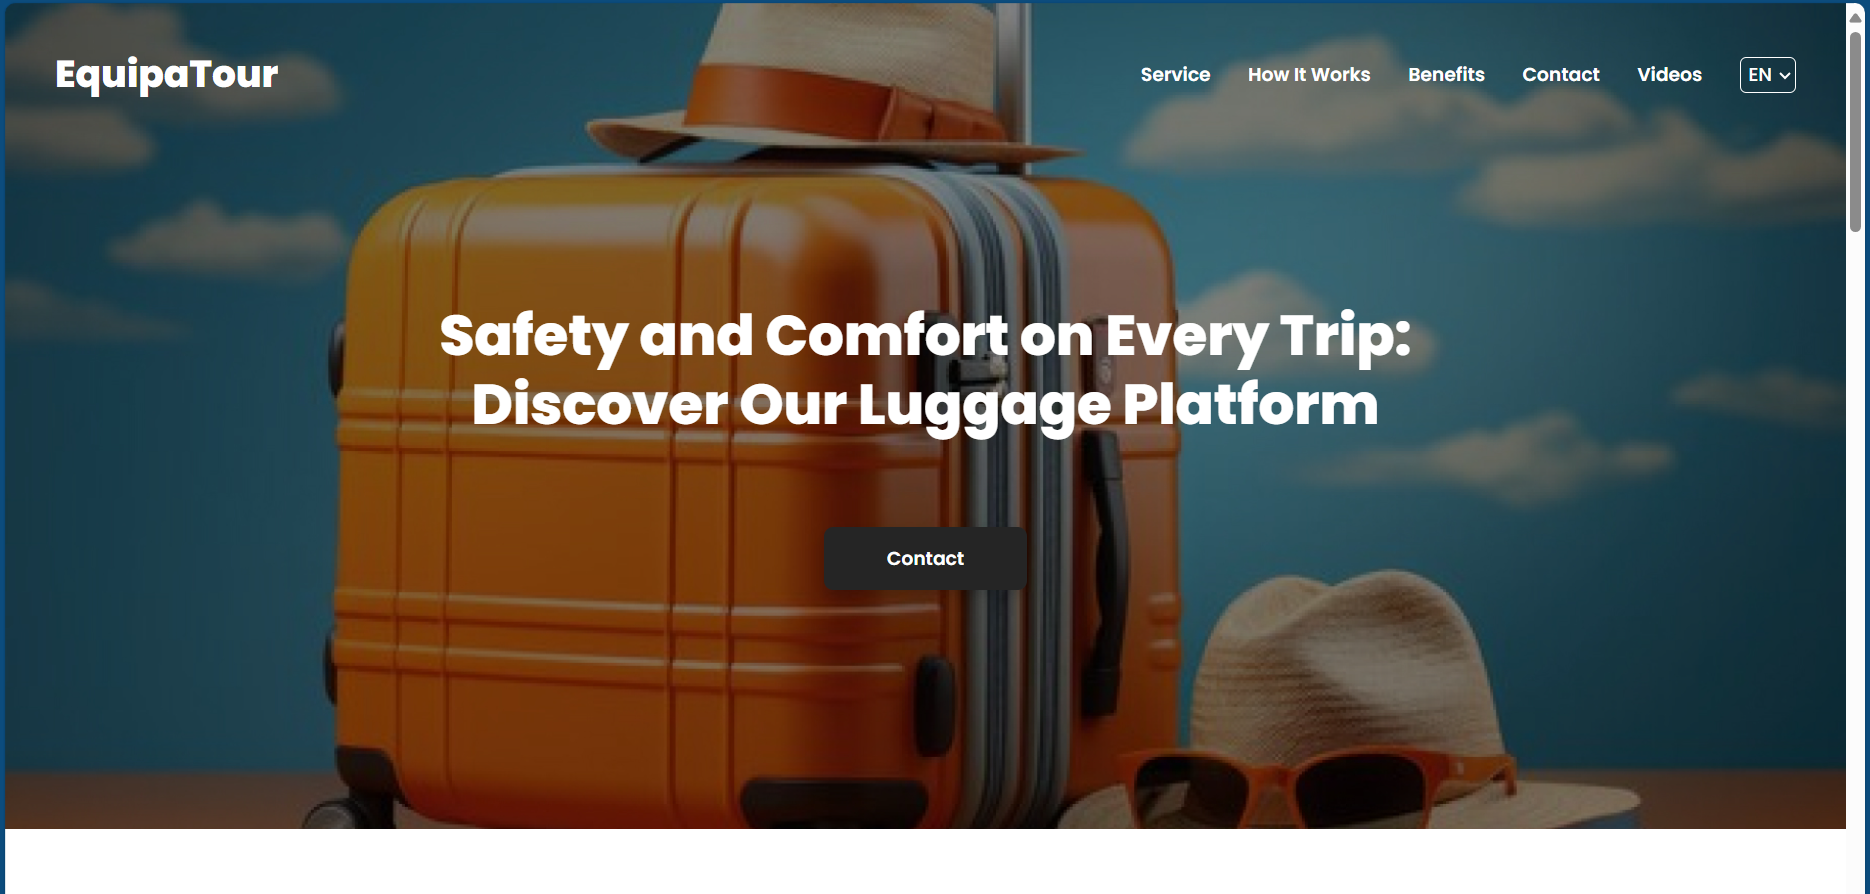 EquipaTour
Service How It Works Benefits Contact Videos EN
Safety and Comfort on Every Trip:
Discover Our Luggage Platform
Contact